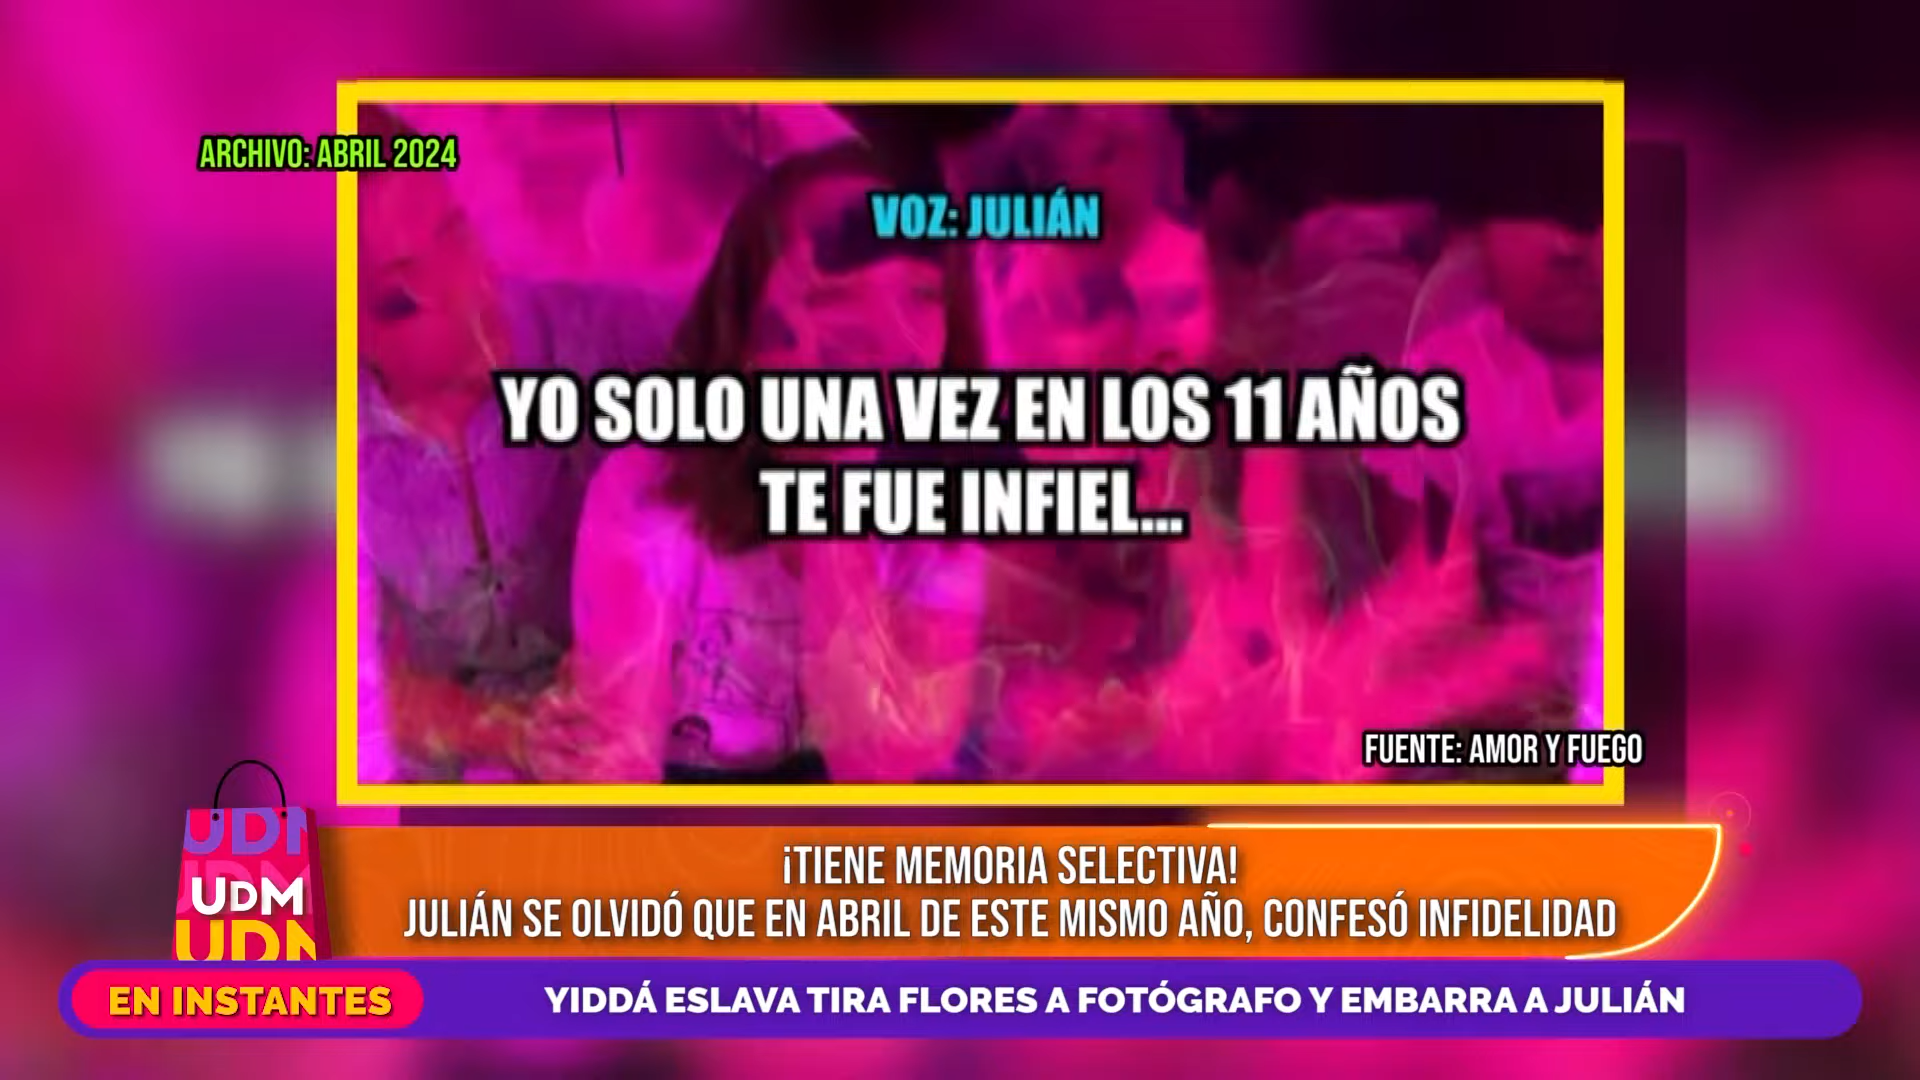 ARCHIVO: ABRIL 2024
VOZ: JULIÁN
YO SOLO UNA VEZ EN LOS 11 AÑOS
TE FUE INFIEL...
FUENTE: AMOR Y FUEGO
UDM
UDM
UDM
¡TIENE MEMORIA SELECTIVA!
JULIÁN SE OLVIDÓ QUE EN ABRIL DE ESTE MISMO AÑO, CONFESÓ INFIDELIDAD
EN INSTANTES
YIDDÁ ESLAVA TIRA FLORES A FOTÓGRAFO Y EMBARRA A JULIÁN